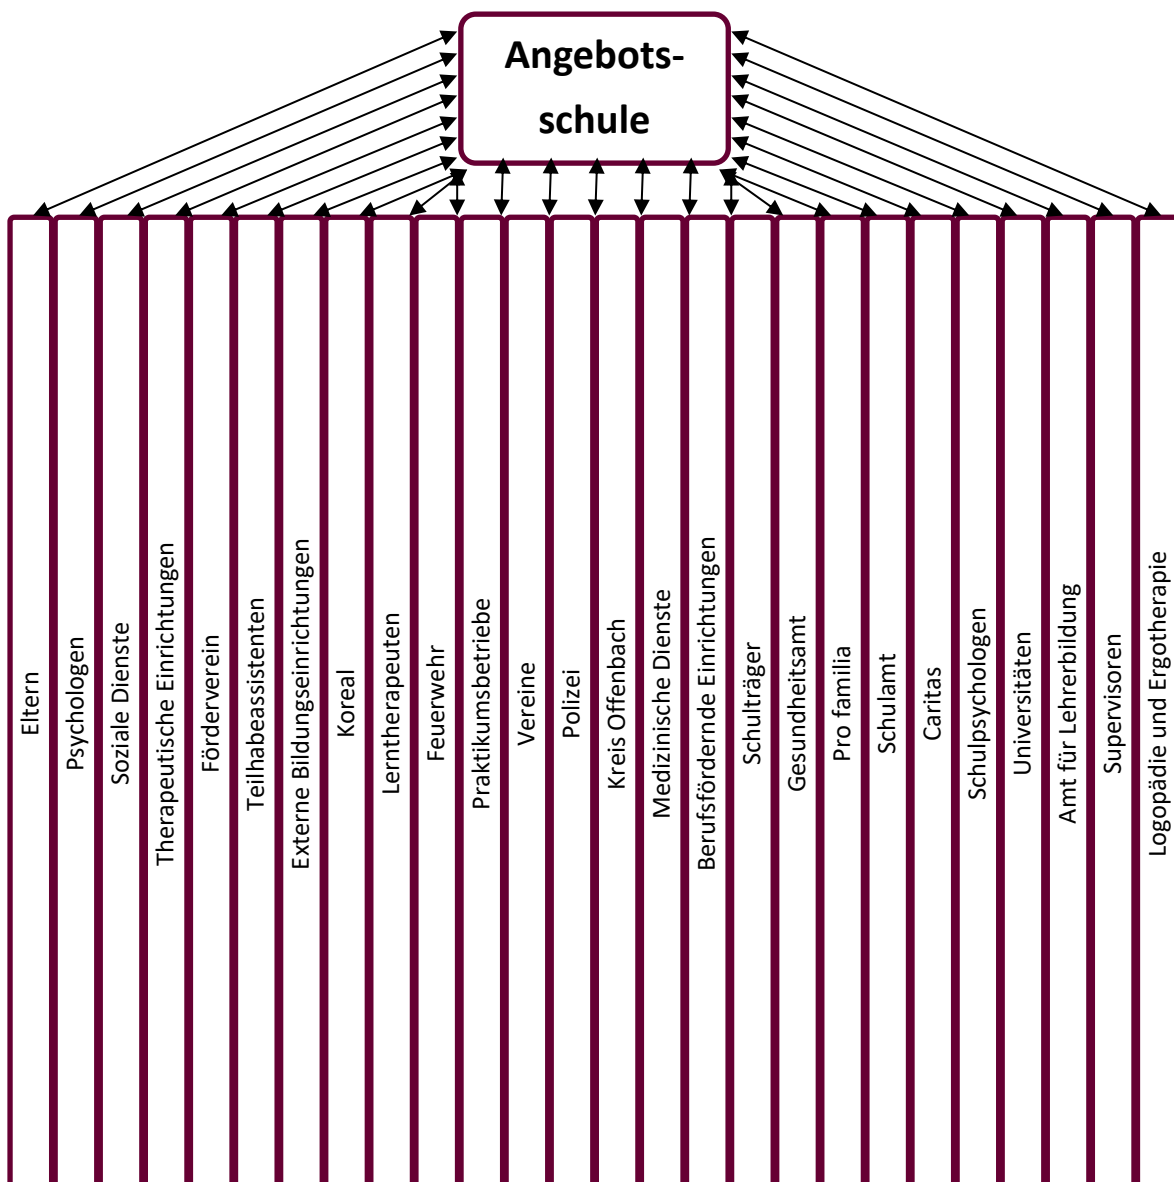 Angebots-
schule
Eltern
Psychologen
Soziale Dienste
Therapeutische Einrichtungen
Förderverein
Teilhabeassistenten
Externe Bildungseinrichtungen
Koreal
Lerntherapeuten
Feuerwehr
Praktikumsbetriebe
Vereine
Polizei
Kreis Offenbach
Medizinische Dienste
Berufsfördernde Einrichtungen
Schulträger
Gesundheitsamt
Pro familia
Schulamt
Caritas
Schulpsychologen
Universitäten
Amt für Lehrerbildung
Supervisoren
Logopädie und Ergotherapie